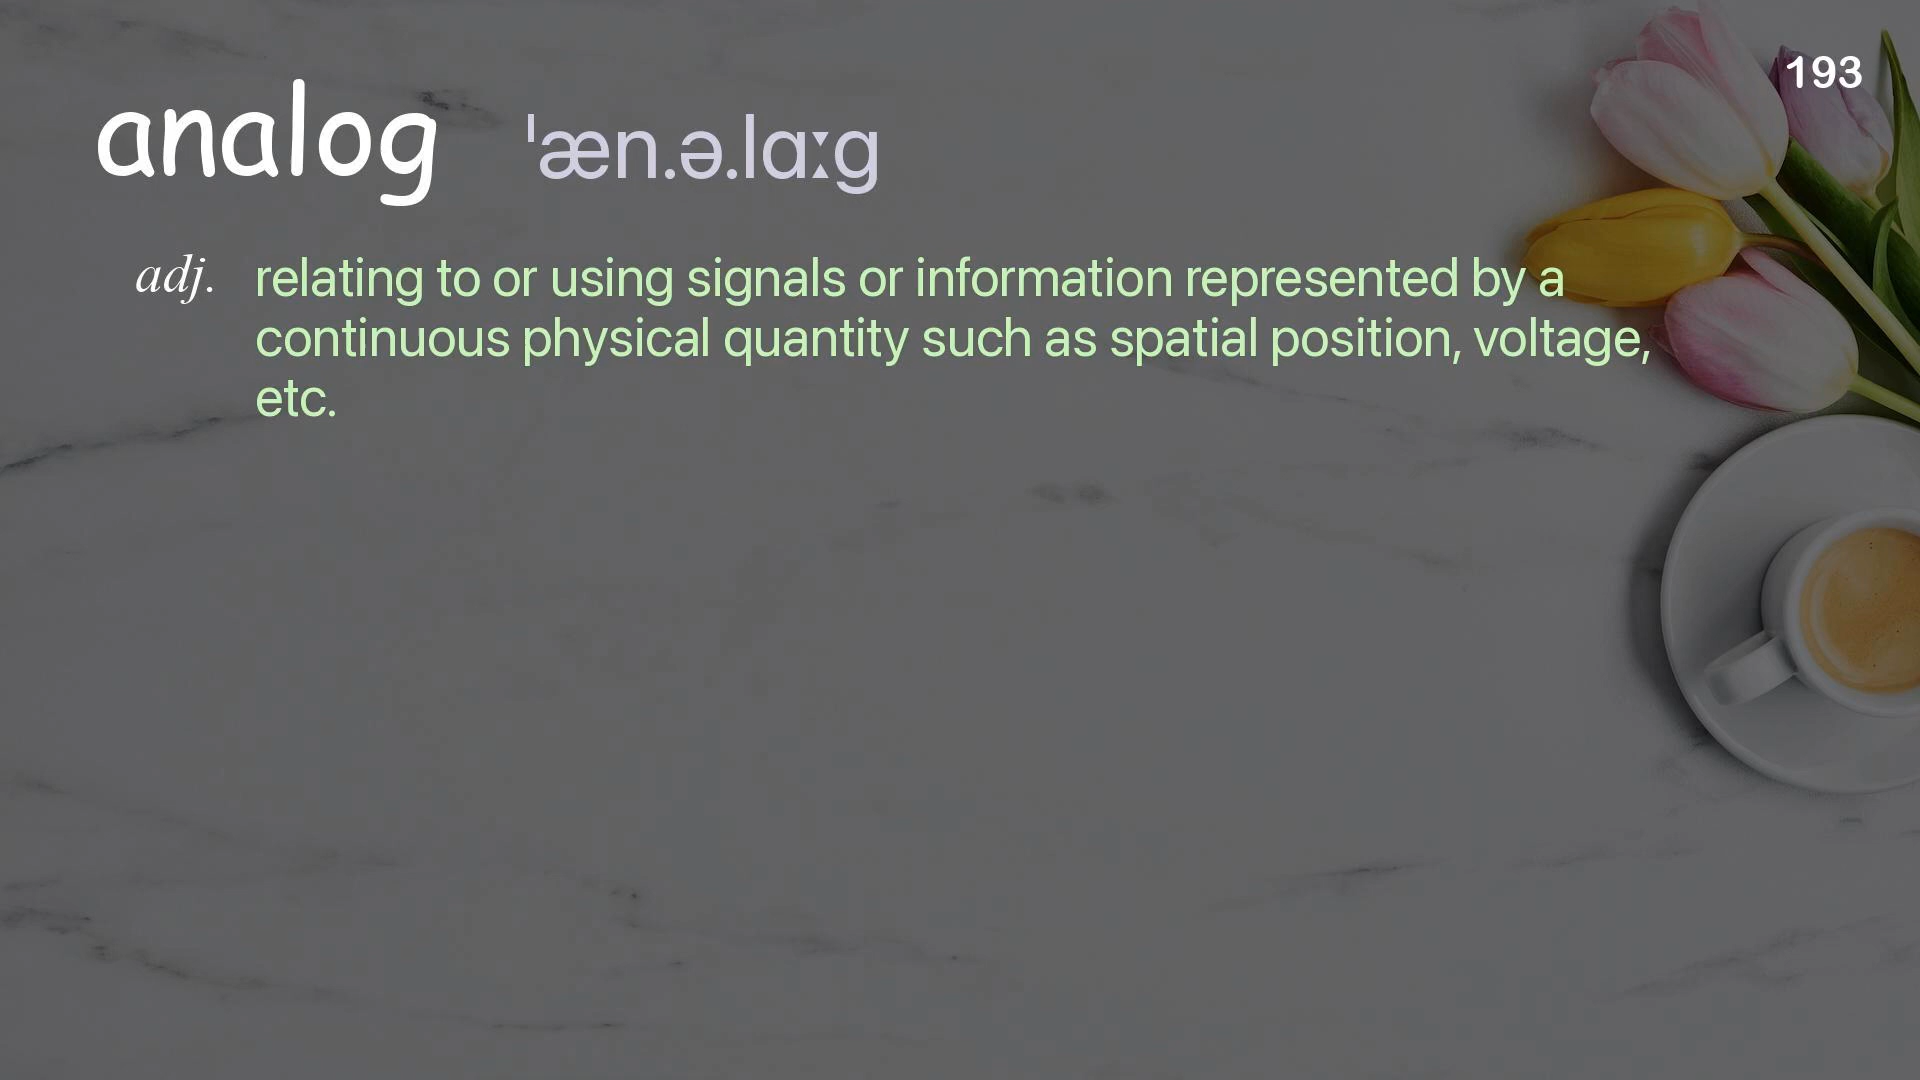 193
analog ˈæn.ə.lɑːg
adj. relating to or using signals or information represented by a
continuous physical quantity such as spatial position, voltage,
etc.